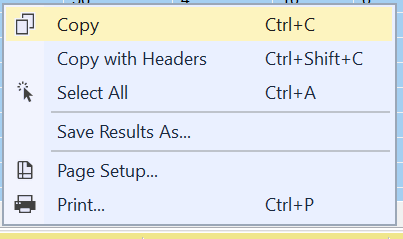 Copy Ctrl+C
Copy with Headers Ctrl+Shift+C
Select All Ctrl+A
Save Results As...
Page Setup...
Print... Ctrl+P